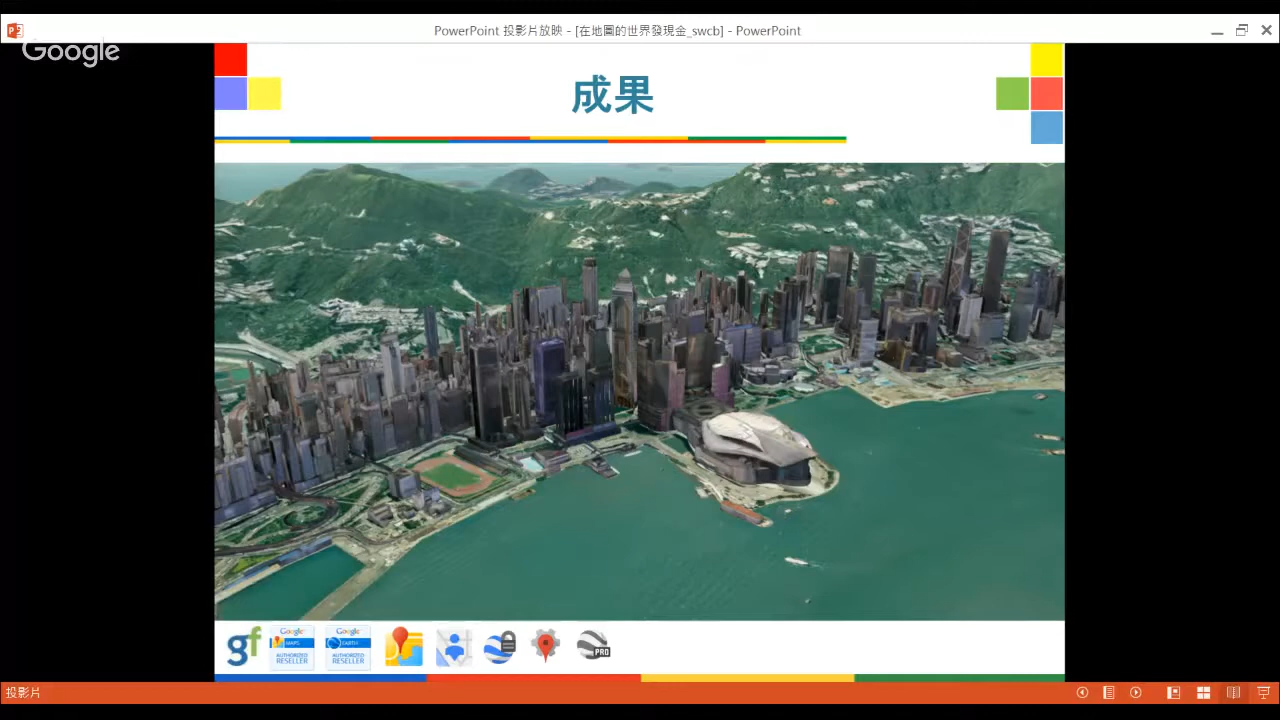 PowerPoint 投影片放映 - [在地圖的世界發現金_swcb] - PowerPoint
Google
成果
gf
Google
MAPS
AUTHORIZED
RESELLER
Google
EARTH
AUTHORIZED
RESELLER
PRO
投影片